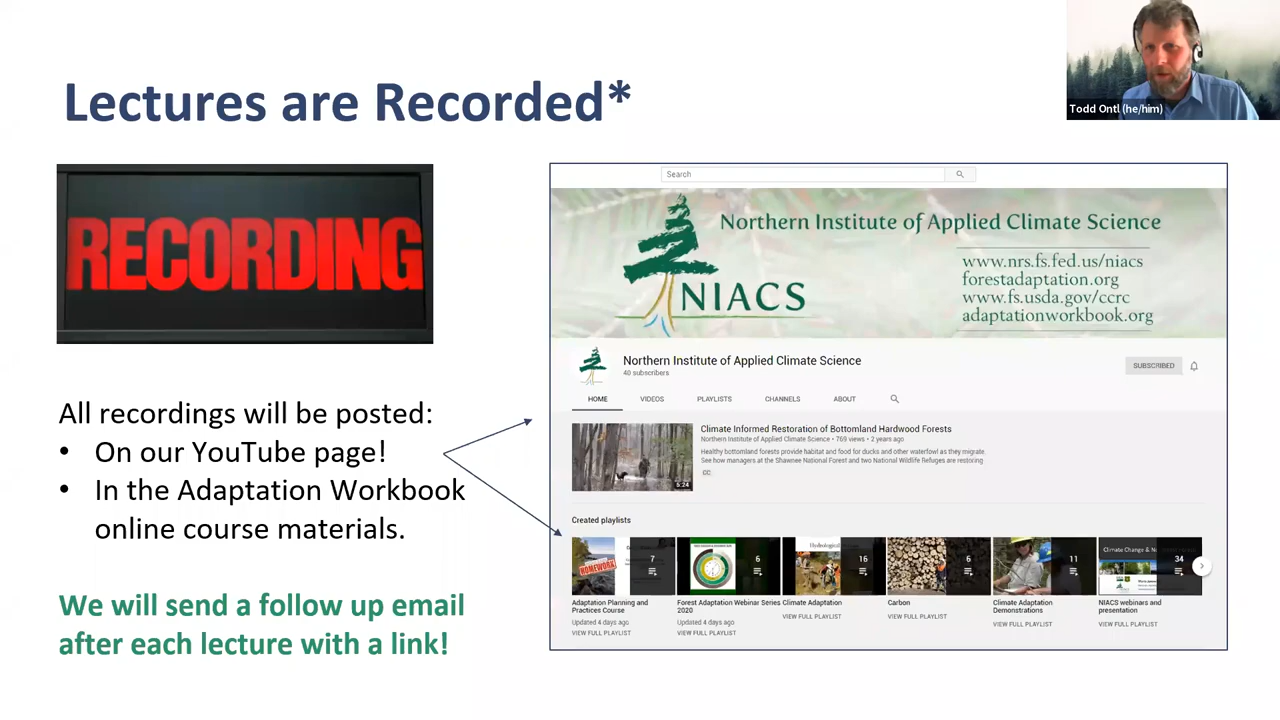 Lectures are Recorded*
Todd Ontl (he/him)
RECORDING
All recordings will be posted:
• On our YouTube page!
• In the Adaptation Workbook
online course materials.
We will send a follow up email
after each lecture with a link!
Search
Northern Institute of Applied Climate Science
NIACS
www.nrs.fs.fed.us/niacs
forestadaptation.org
www.fs.usda.gov/ccrc
adaptationworkbook.org
Northern Institute of Applied Climate Science
40 subscribers
SUBSCRIBED
HOME VIDEOS PLAYLISTS CHANNELS ABOUT
Climate Informed Restoration of Bottomland Hardwood Forests
Northern Institute of Applied Climate Science • 769 views • 2 years ago
Healthy bottomland forests provide habitat and food for ducks and other waterfowl as they migrate.
See how managers at the Shawnee National Forest and two National Wildlife Refuges are restoring
CC
5:24
Created playlists
HOMEWORK
7 6 16 6 11 34
Adaptation Planning and
Practices Course
Updated 4 days ago
VIEW FULL PLAYLIST
Forest Adaptation Webinar Series
2020
Updated 4 days ago
VIEW FULL PLAYLIST
Climate Adaptation
VIEW FULL PLAYLIST
Carbon
VIEW FULL PLAYLIST
Climate Adaptation
Demonstrations
VIEW FULL PLAYLIST
NIACS webinars and
presentation
VIEW FULL PLAYLIST